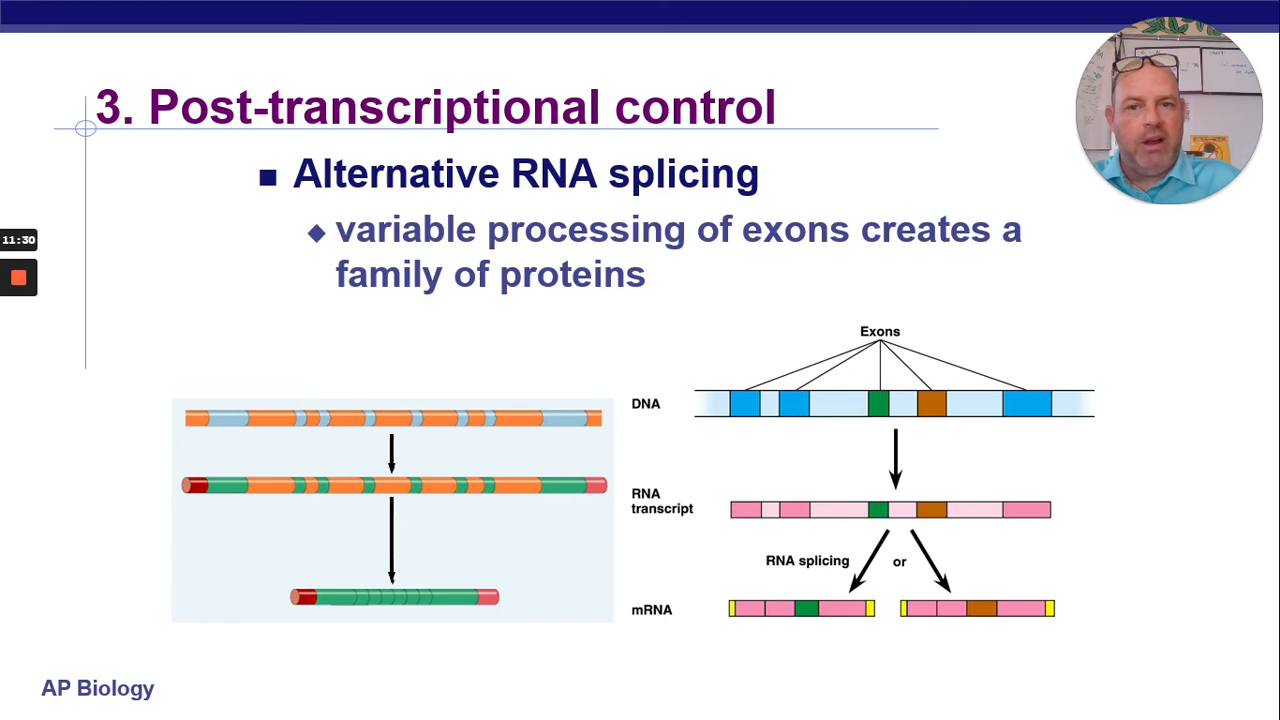 3. Post-transcriptional control
■ Alternative RNA splicing
◆ variable processing of exons creates a
family of proteins
11:30
Exons
DNA
RNA
transcript
RNA splicing
or
mRNA
AP Biology